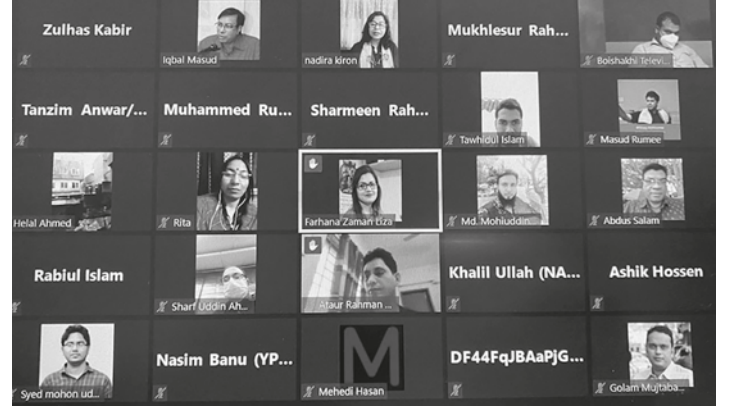 Zulhas Kabir
Iqbal Masud
nadira kiron
Mukhlesur Rah...
Boishakhi Televi...
Tanzim Anwar/...
Muhammed Ru...
Sharmeen Rah...
Tawhidul Islam
Masud Rumee
Helal Ahmed
Rita
Farhana Zaman Liza
Md. Mohiuddin
Abdus Salam
Rabiul Islam
Sharf Uddin Ah...
Ataur Rahman ...
Khalil Ullah (NA...
Ashik Hossen
Syed mohon ud...
Nasim Banu (YP...
M
Mehedi Hasan
DF44FqJBAaPjG...
Golam Mujtaba...